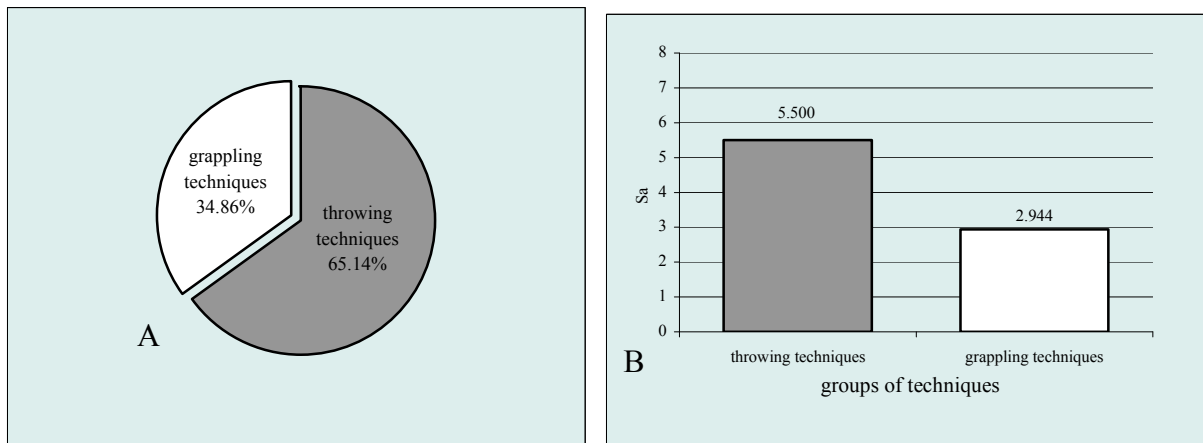 grappling
techniques
34.86%
throwing
techniques
65.14%
A
8
7
6
5
4
3
2
1
0
Sa
5.500
2.944
throwing techniques
grappling techniques
groups of techniques
B